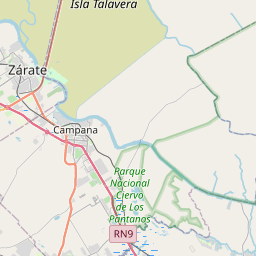 Isla Talavera
Zárate
Campana
Parque
Nacional
Ciervo
de Los
Pantanos
RN9